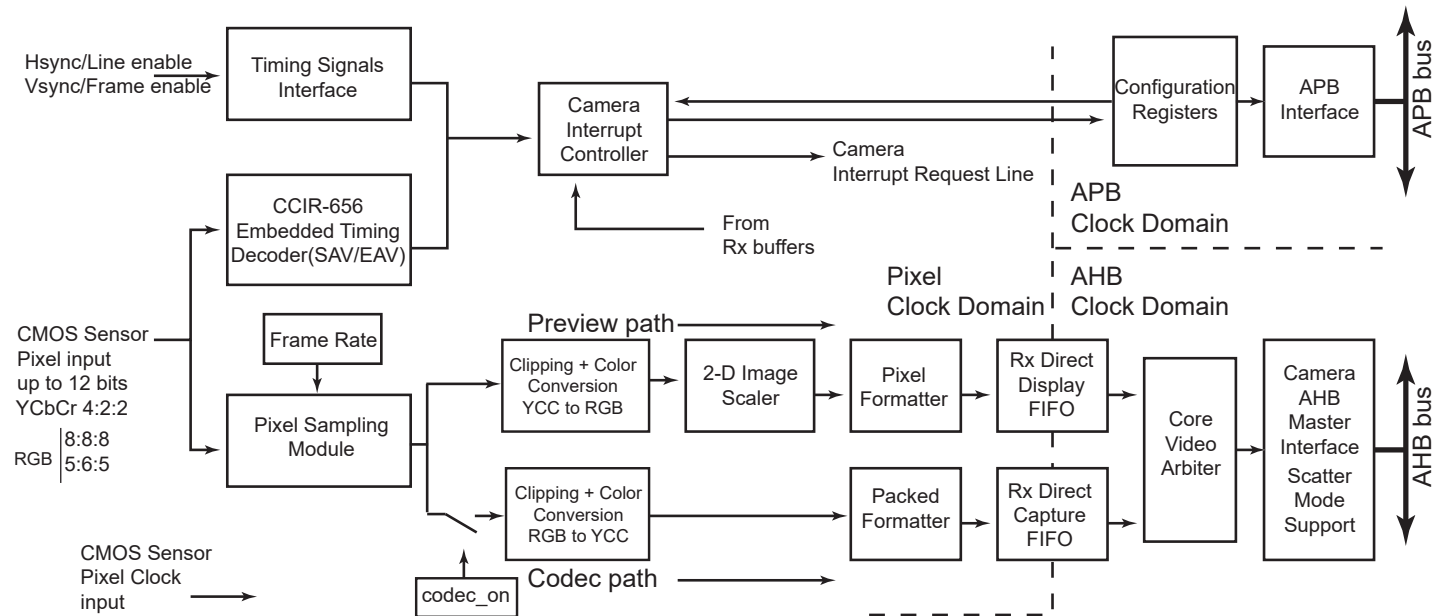 Hsync/Line enable
Vsync/Frame enable
Timing Signals
Interface
Camera
Interrupt
Controller
Configuration
Registers
APB
Interface
APB bus
Camera
Interrupt Request Line
CCIR-656
Embedded Timing
Decoder(SAV/EAV)
From
Rx buffers
APB
Clock Domain
Pixel
Clock Domain
AHB
Clock Domain
CMOS Sensor
Pixel input
up to 12 bits
YCbCr 4:2:2
RGB
8:8:8
5:6:5
Frame Rate
Pixel Sampling
Module
Preview path
Clipping + Color
Conversion
YCC to RGB
2-D Image
Scaler
Pixel
Formatter
Rx Direct
Display
FIFO
Core
Video
Arbiter
Camera
AHB
Master
Interface
Scatter
Mode
Support
AHB bus
Clipping + Color
Conversion
RGB to YCC
Packed
Formatter
Rx Direct
Capture
FIFO
CMOS Sensor
Pixel Clock
input
codec_on
Codec path